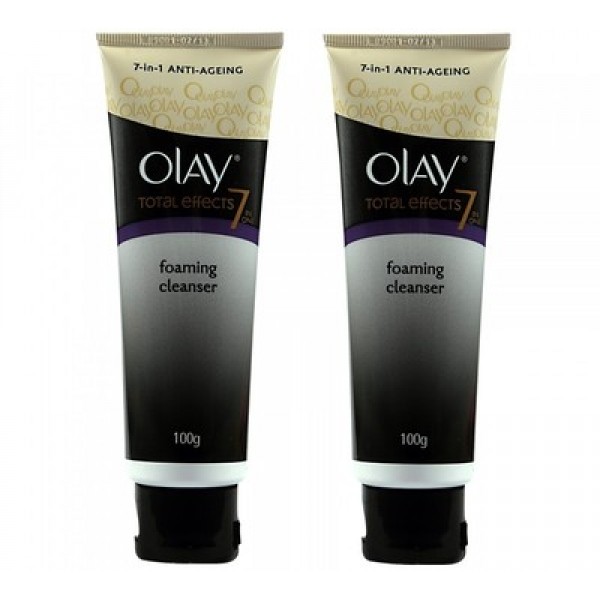 7-in-1 ANTI-AGEING
OLAY®
TOTAL EFFECTS 7
foaming
cleanser
100g
7-in-1 ANTI-AGEING
OLAY®
TOTAL EFFECTS 7
foaming
cleanser
100g